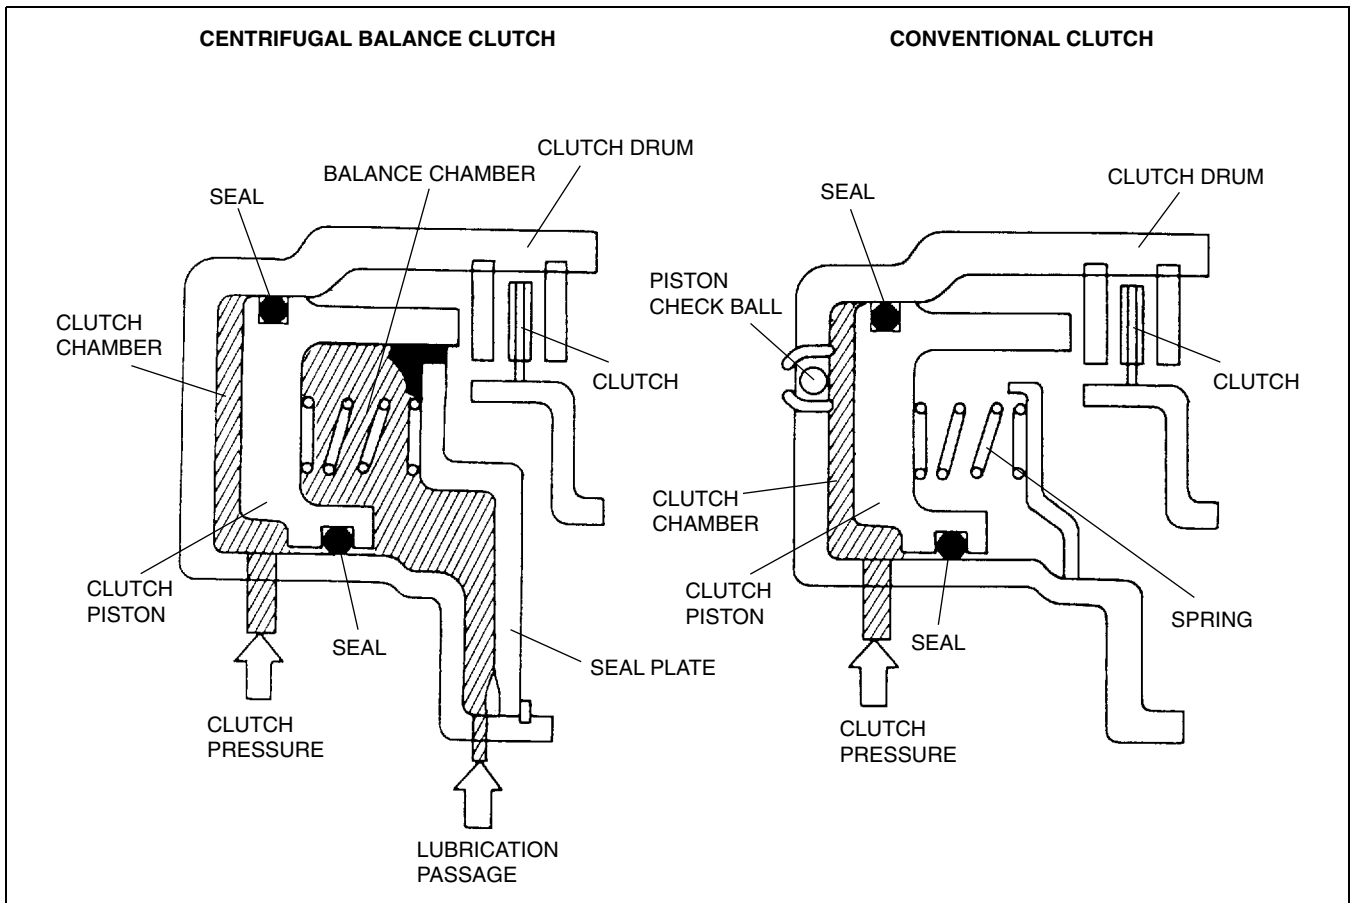 CENTRIFUGAL BALANCE CLUTCH
CLUTCH DRUM
BALANCE CHAMBER
SEAL
CLUTCH
CHAMBER
CLUTCH
CLUTCH
PISTON
SEAL
SEAL PLATE
CLUTCH
PRESSURE
LUBRICATION
PASSAGE
CONVENTIONAL CLUTCH
CLUTCH DRUM
SEAL
PISTON
CHECK BALL
CLUTCH
CLUTCH
CHAMBER
CLUTCH
PISTON
SEAL
SPRING
CLUTCH
PRESSURE